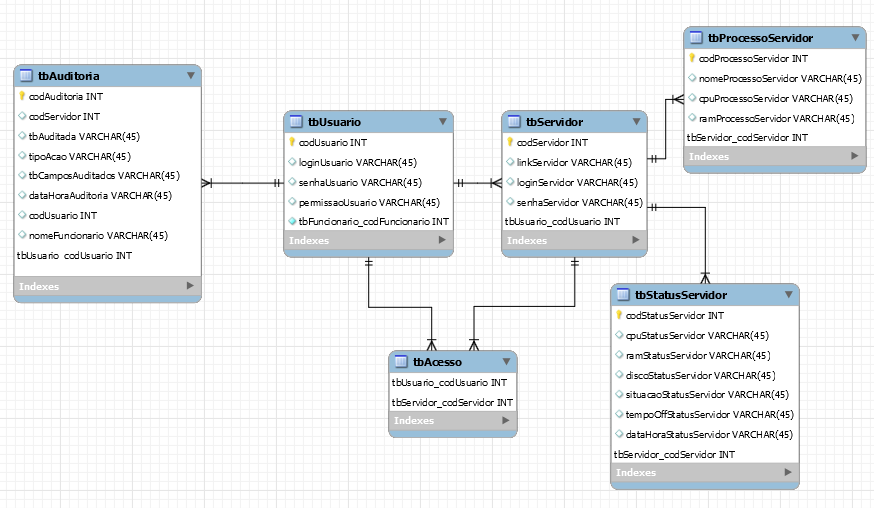 tbAuditoria
codAuditoria INT
codServidor INT
tbAuditada VARCHAR(45)
tipoAcao VARCHAR(45)
tbCamposAuditados VARCHAR(45)
dataHoraAuditoria VARCHAR(45)
codUsuario INT
nomeFuncionario VARCHAR(45)
tbUsuario codUsuario INT
Indexes
tbUsuario
codUsuario INT
loginUsuario VARCHAR(45)
senhaUsuario VARCHAR(45)
pemissaoUsuario VARCHAR(45)
tbFuncionario_codFuncionario INT
Indexes
tbServidor
codServidor INT
linkServidor VARCHAR(45)
loginServidor VARCHAR(45)
senhaServidor VARCHAR(45)
tbUsuario_codUsuario INT
Indexes
tbProcessoServidor
codProcessoServidor INT
nomeProcessoServidor VARCHAR(45)
cpuProcessoServidor VARCHAR(45)
ramProcessoServidor VARCHAR(45)
tbServidor_codServidor INT
Indexes
tbAcesso
tbUsuario_codUsuario INT
tbServidor_codServidor INT
Indexes
tbStatusServidor
codStatusServidor INT
cpuStatusServidor VARCHAR(45)
ramStatusServidor VARCHAR(45)
discoStatusServidor VARCHAR(45)
situacaoStatusServidor VARCHAR(45)
tempoOffStatusServidor VARCHAR(45)
dataHoraStatusServidor VARCHAR(45)
tbServidor_codServidor INT
Indexes